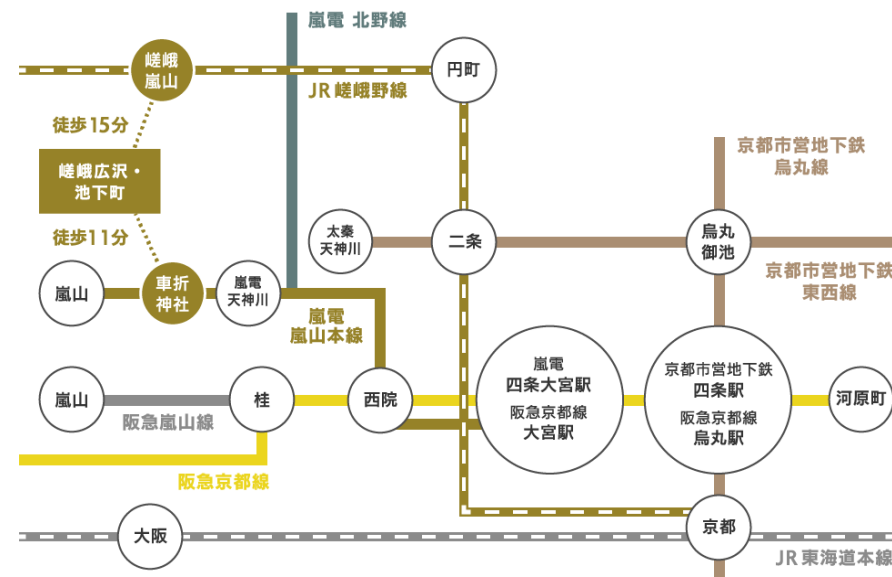 嵐電 北野線
嵯峨
嵐山
円町
JR嵯峨野線
徒歩15分
京都市営地下鉄
烏丸線
嵯峨広沢・
池下町
徒歩11分
太秦
天神川
二条
烏丸
御池
京都市営地下鉄
東西線
嵐山
車折
神社
嵐電
天神川
嵐電
嵐山本線
嵐電
四条大宮駅
阪急京都線
大宮駅
京都市営地下鉄
四条駅
阪急京都線
烏丸駅
嵐山
阪急嵐山線
桂
西院
河原町
阪急京都線
大阪
京都
JR東海道本線